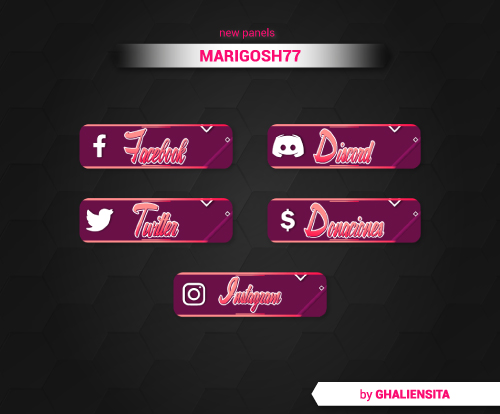 new panels
MARIGOSH77
Facebook
Discord
Twitter
$ Donaciones
Instagram
by GHALIENSITA